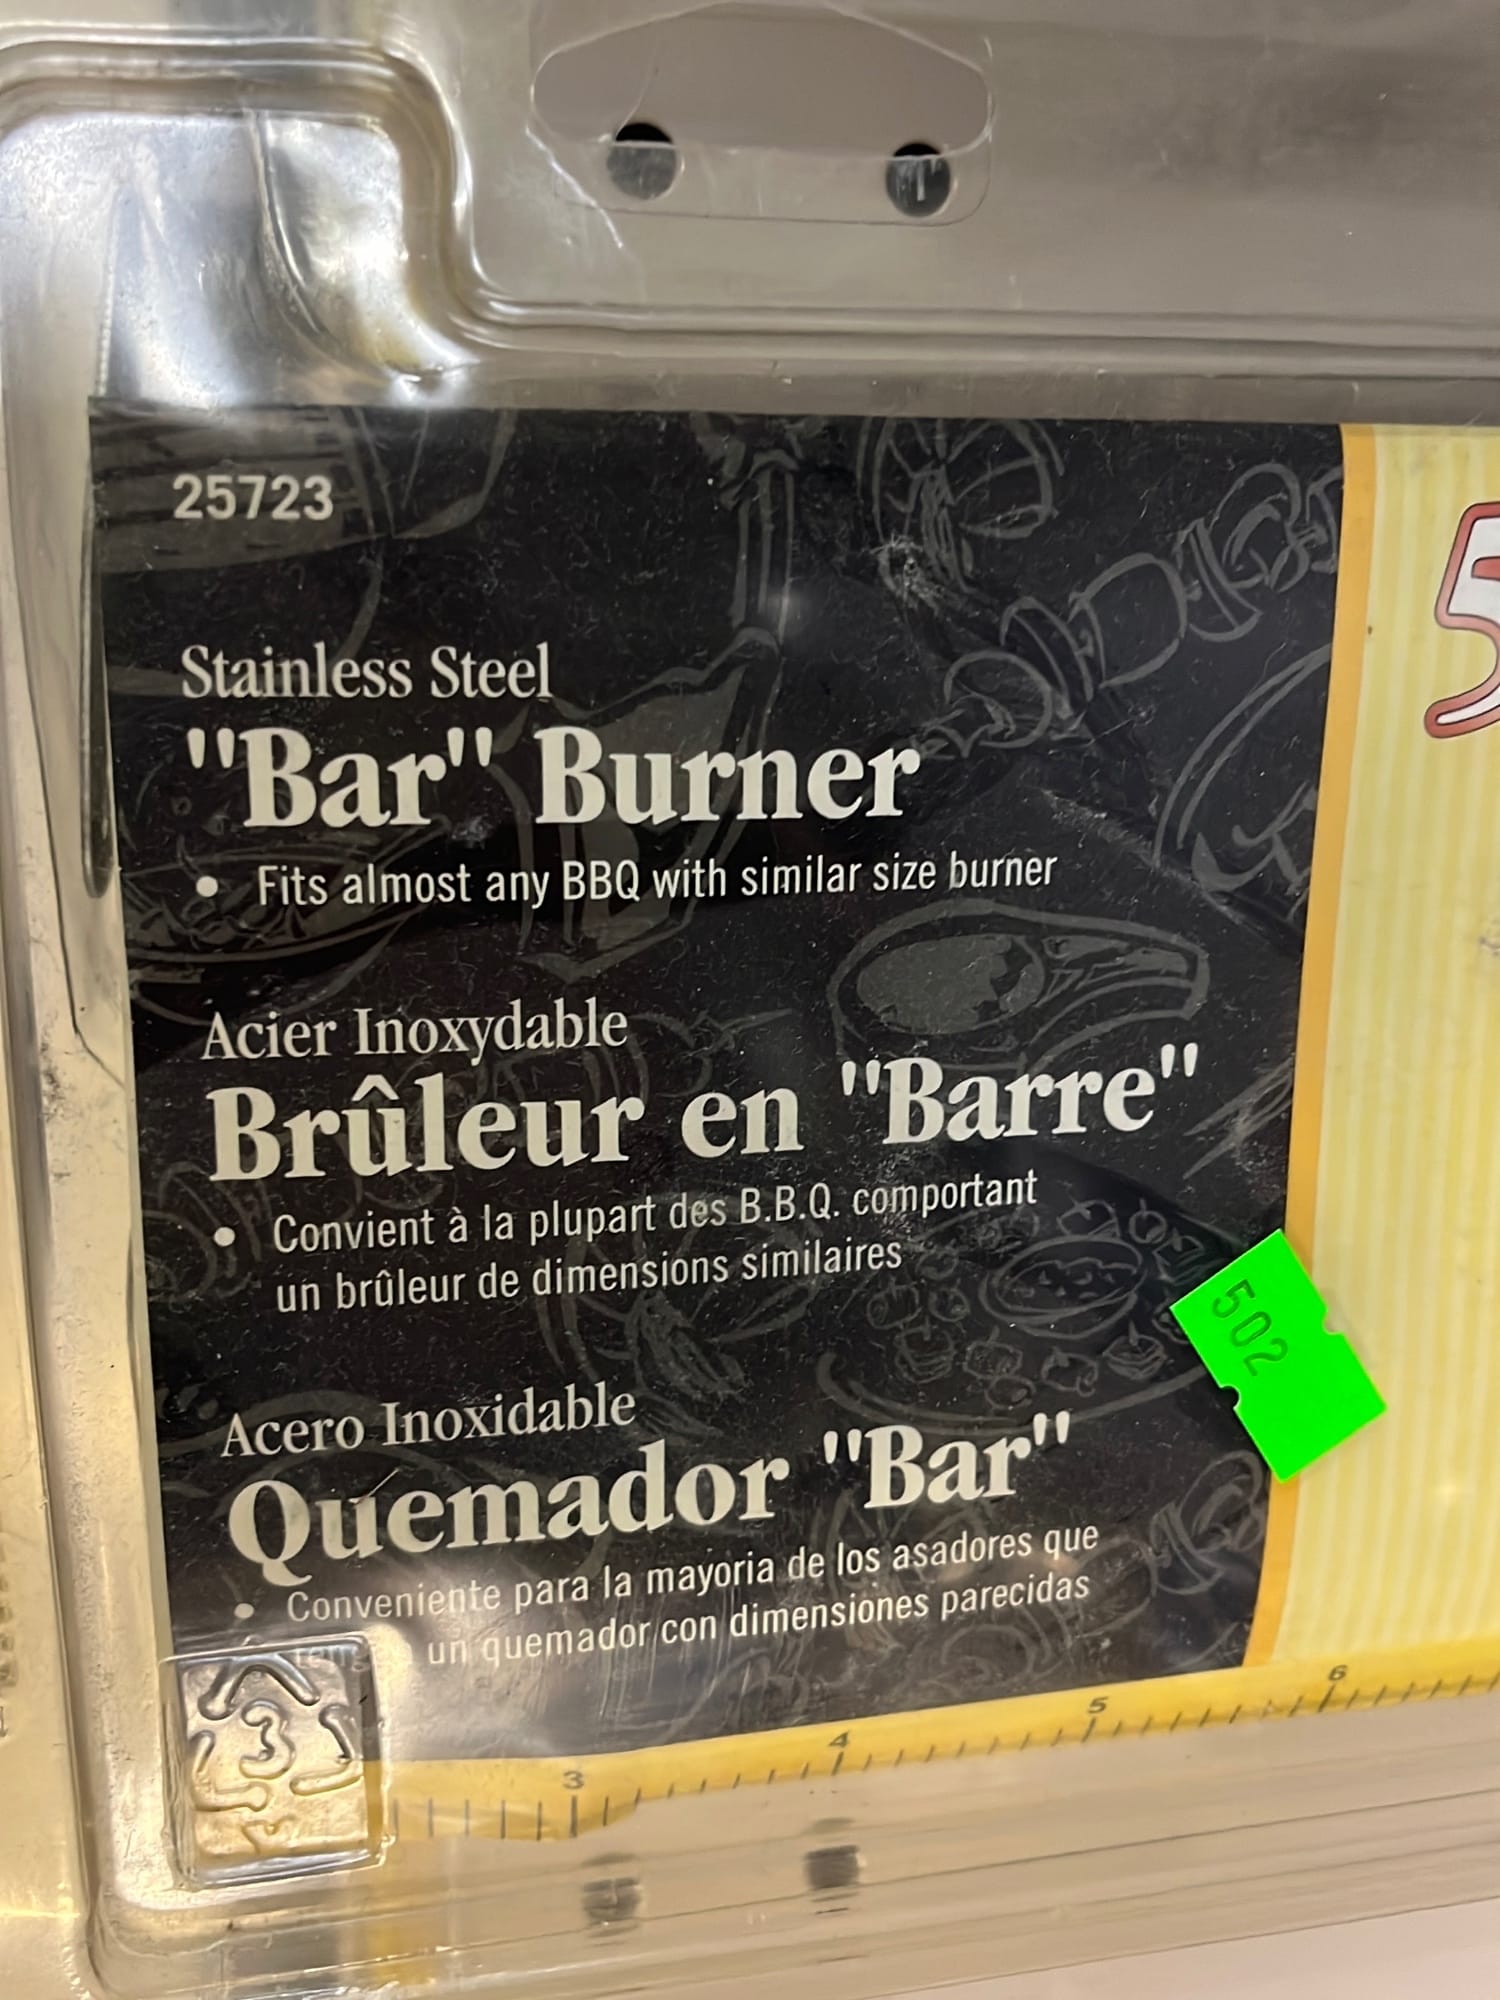 25723
Stainless Steel
"Bar" Burner
• Fits almost any BBQ with similar size burner
Acier Inoxydable
Brûleur en "Barre"
• Convient à la plupart des B.B.Q. comportant
un brûleur de dimensions similaires
502
Acero Inoxidable
Quemador "Bar"
• Conveniente para la mayoria de los asadores que
un quemador con dimensiones parecidas
3
3 4 5 6
5